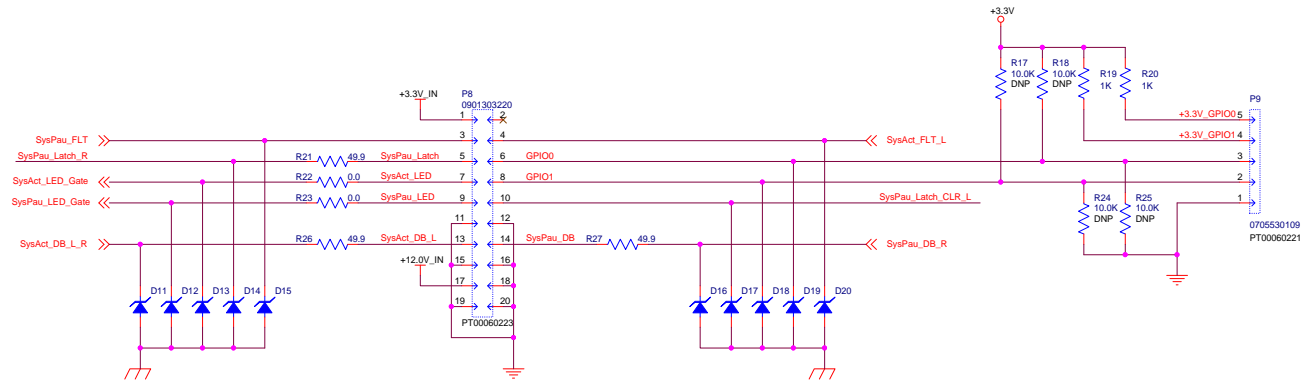 +3.3V
R17 R18 R19 R20
10.0K 10.0K 1K 1K
DNP DNP
P8
0901303220
+3.3V_IN
P9
1 2
+3.3V_GPIO0 5
SysPau_FLT 3 4 SysAct_FLT_L
+3.3V_GPIO1 4
SysPau_Latch_R R21 49.9 SysPau_Latch 5 6 GPIO0 3
SysAct_LED_Gate R22 0.0 SysAct_LED 7 8 GPIO1 2
SysPau_LED_Gate R23 0.0 SysPau_LED 9 10 SysPau_Latch_CLR_L 1
R24 R25
10.0K 10.0K
DNP DNP
11 12
0705530109
PT00060221
SysAct_DB_L_R R26 49.9 SysAct_DB_L 13 14 SysPau_DB R27 49.9 SysPau_DB_R
+12.0V_IN 15 16
17 18
D11 D12 D13 D14 D15 D16 D17 D18 D19 D20
19 20
PT00060223